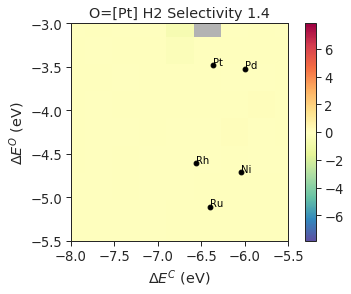 O=[Pt] H2 Selectivity 1.4
−3.0
−3.5
−4.0
−4.5
−5.0
−5.5
ΔE^O (eV)
Pt
Pd
Rh
Ni
Ru
−8.0 −7.5 −7.0 −6.5 −6.0 −5.5
ΔE^C (eV)
6
4
2
0
−2
−4
−6